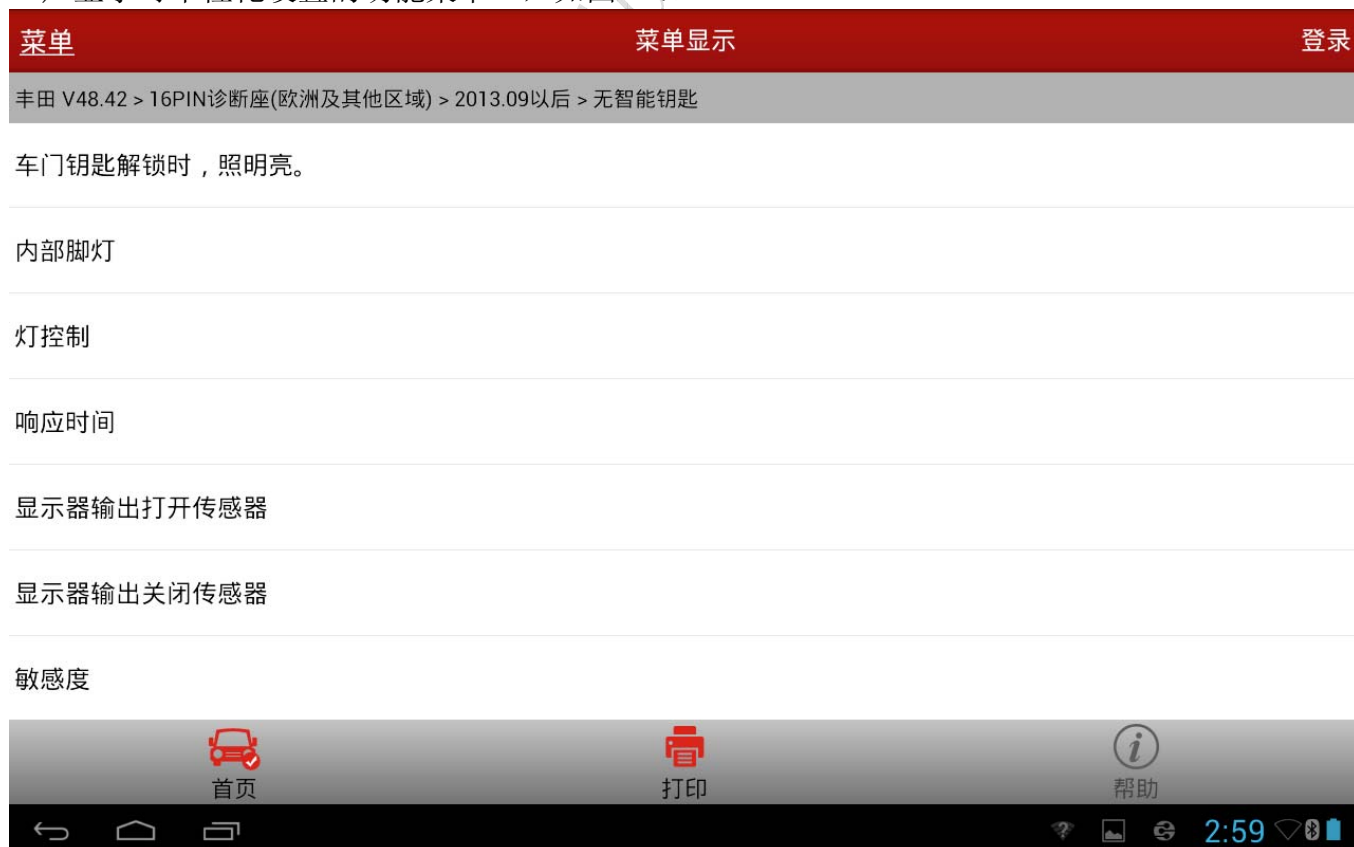 菜单 菜单显示 登录
丰田 V48.42 > 16PIN诊断座(欧洲及其他区域) > 2013.09以后 > 无智能钥匙
车门钥匙解锁时，照明亮。
内部脚灯
灯控制
响应时间
显示器输出打开传感器
显示器输出关闭传感器
敏感度
首页 打印 帮助
2:59